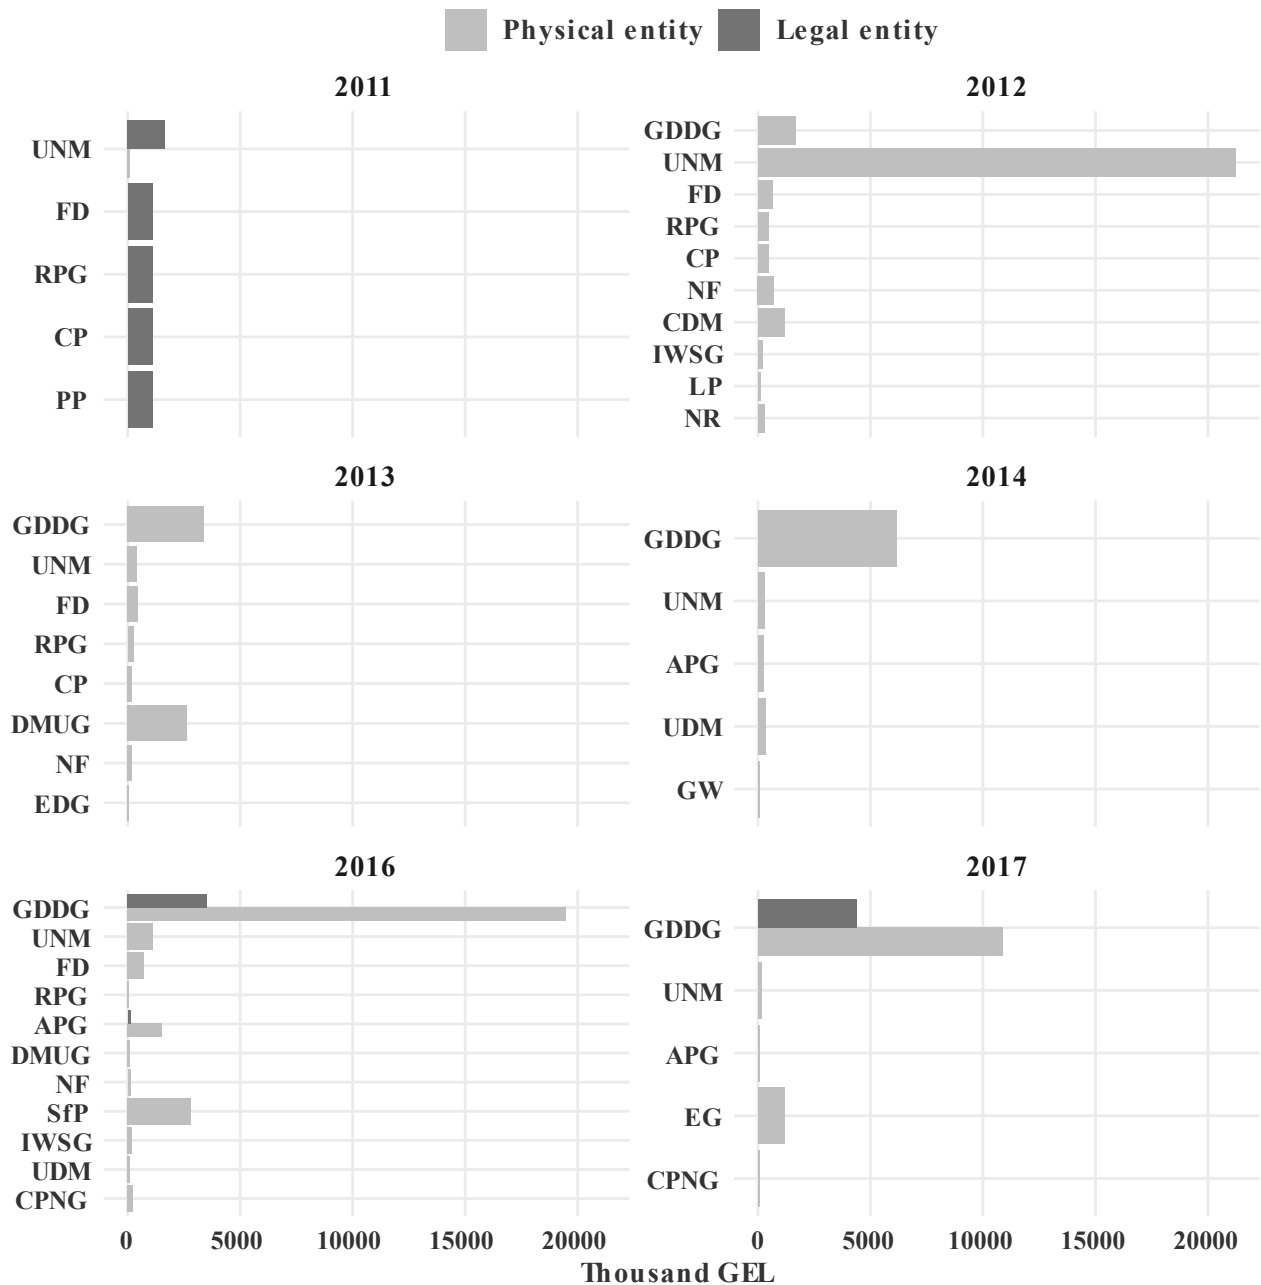 Physical entity Legal entity
2011
UNM
FD
RPG
CP
PP
2012
GDDG
UNM
FD
RPG
CP
NF
CDM
IWSG
LP
NR
2013
GDDG
UNM
FD
RPG
CP
DMUG
NF
EDG
2014
GDDG
UNM
APG
UDM
GW
2016
GDDG
UNM
FD
RPG
APG
DMUG
NF
SfP
IWSG
UDM
CPNG
2017
GDDG
UNM
APG
EG
CPNG
0 5000 10000 15000 20000
0 5000 10000 15000 20000
Thousand GEL